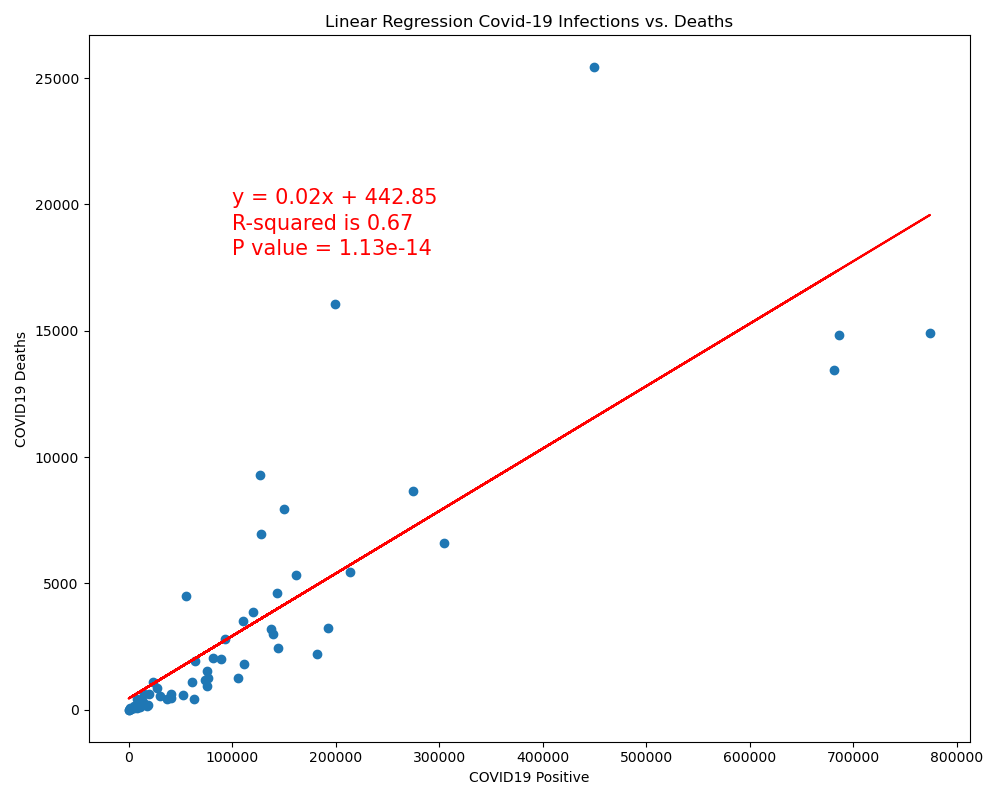 Linear Regression Covid-19 Infections vs. Deaths
25000
20000
15000
10000
5000
0
COVID19 Deaths
y = 0.02x + 442.85
R-squared is 0.67
P value = 1.13e-14
0 100000 200000 300000 400000 500000 600000 700000 800000
COVID19 Positive